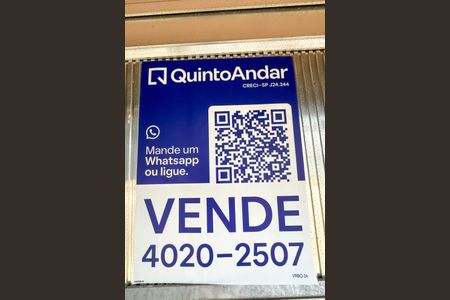 QuintoAndar
CRECI-SP J24.344
Mande um
Whatsapp
ou ligue.
VENDE
4020-2507